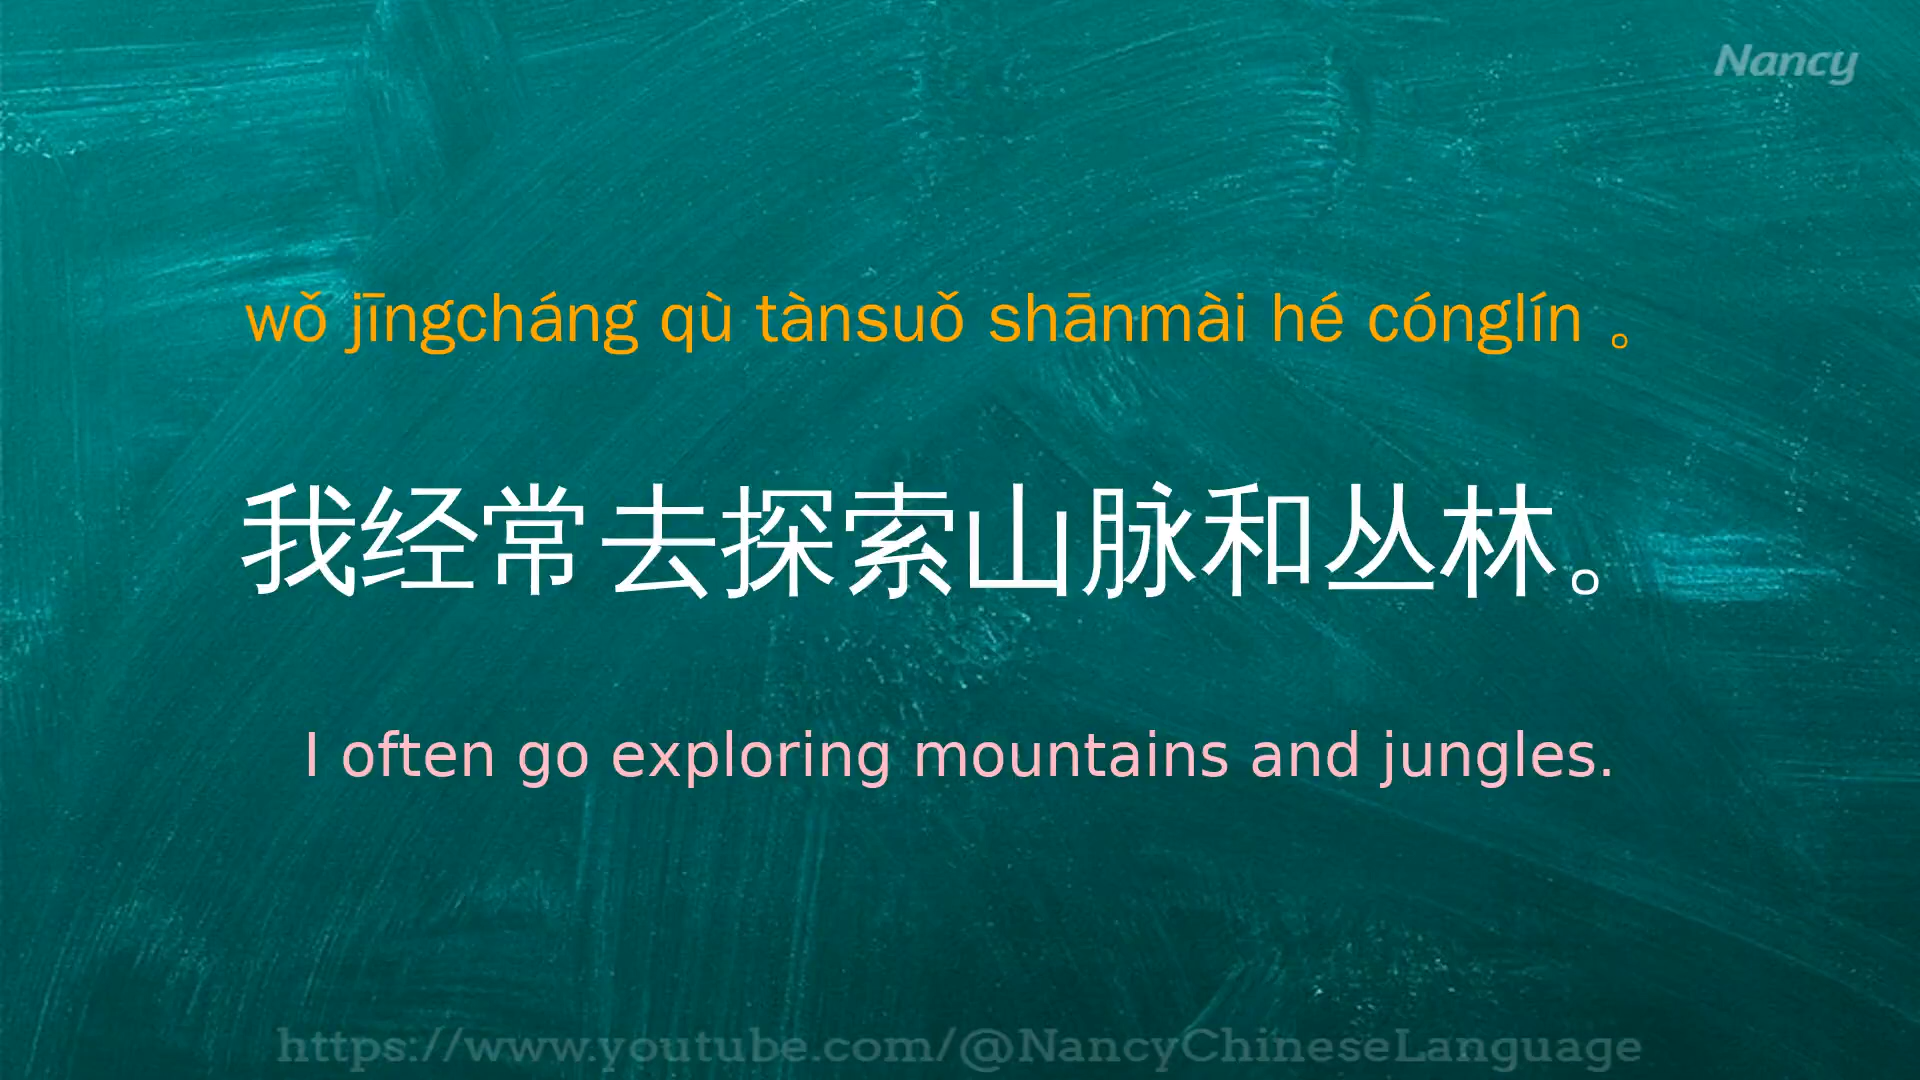 Nancy
wǒ jīngcháng qù tànsuǒ shānmài hé cónglín 。
我经常去探索山脉和丛林。
I often go exploring mountains and jungles.
https://www.youtube.com/@NancyChineseLanguage